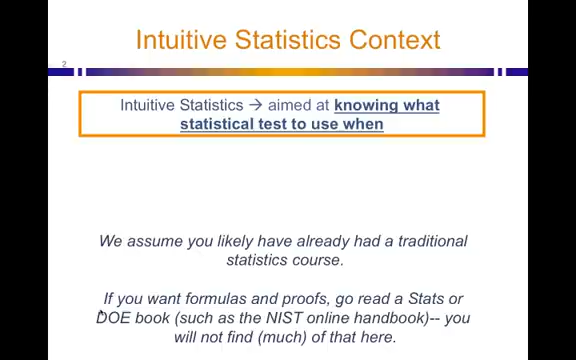 Intuitive Statistics Context
2
Intuitive Statistics → aimed at knowing what
statistical test to use when
We assume you likely have already had a traditional
statistics course.
If you want formulas and proofs, go read a Stats or
DOE book (such as the NIST online handbook)-- you
will not find (much) of that here.